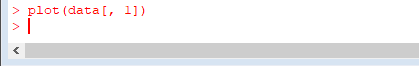 > plot(data[, 1])
>